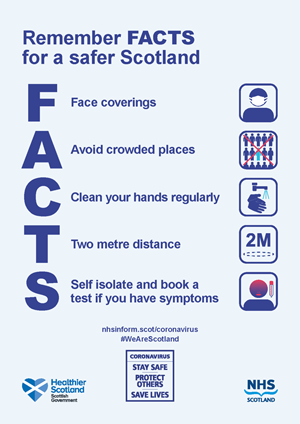 Remember FACTS
for a safer Scotland
F Face coverings
A Avoid crowded places
C Clean your hands regularly
T Two metre distance
2M
S Self isolate and book a
test if you have symptoms
nhsinform.scot/coronavirus
#WeAreScotland
CORONAVIRUS
STAY SAFE
PROTECT
OTHERS
SAVE LIVES
Healthier
Scotland
Scottish
Government
NHS
SCOTLAND